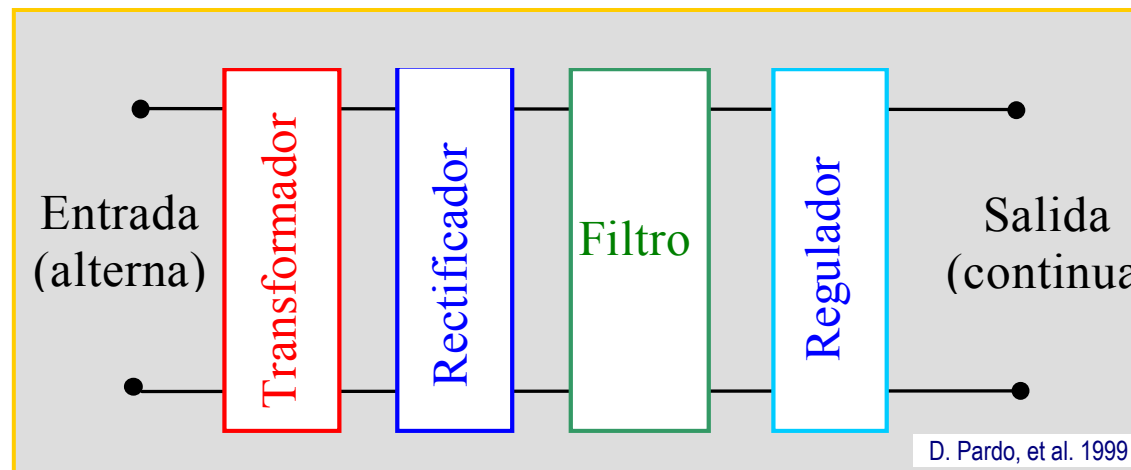 Entrada
(alterna)
Transformador
Rectificador
Filtro
Regulador
Salida
(continua
D. Pardo, et al. 1999